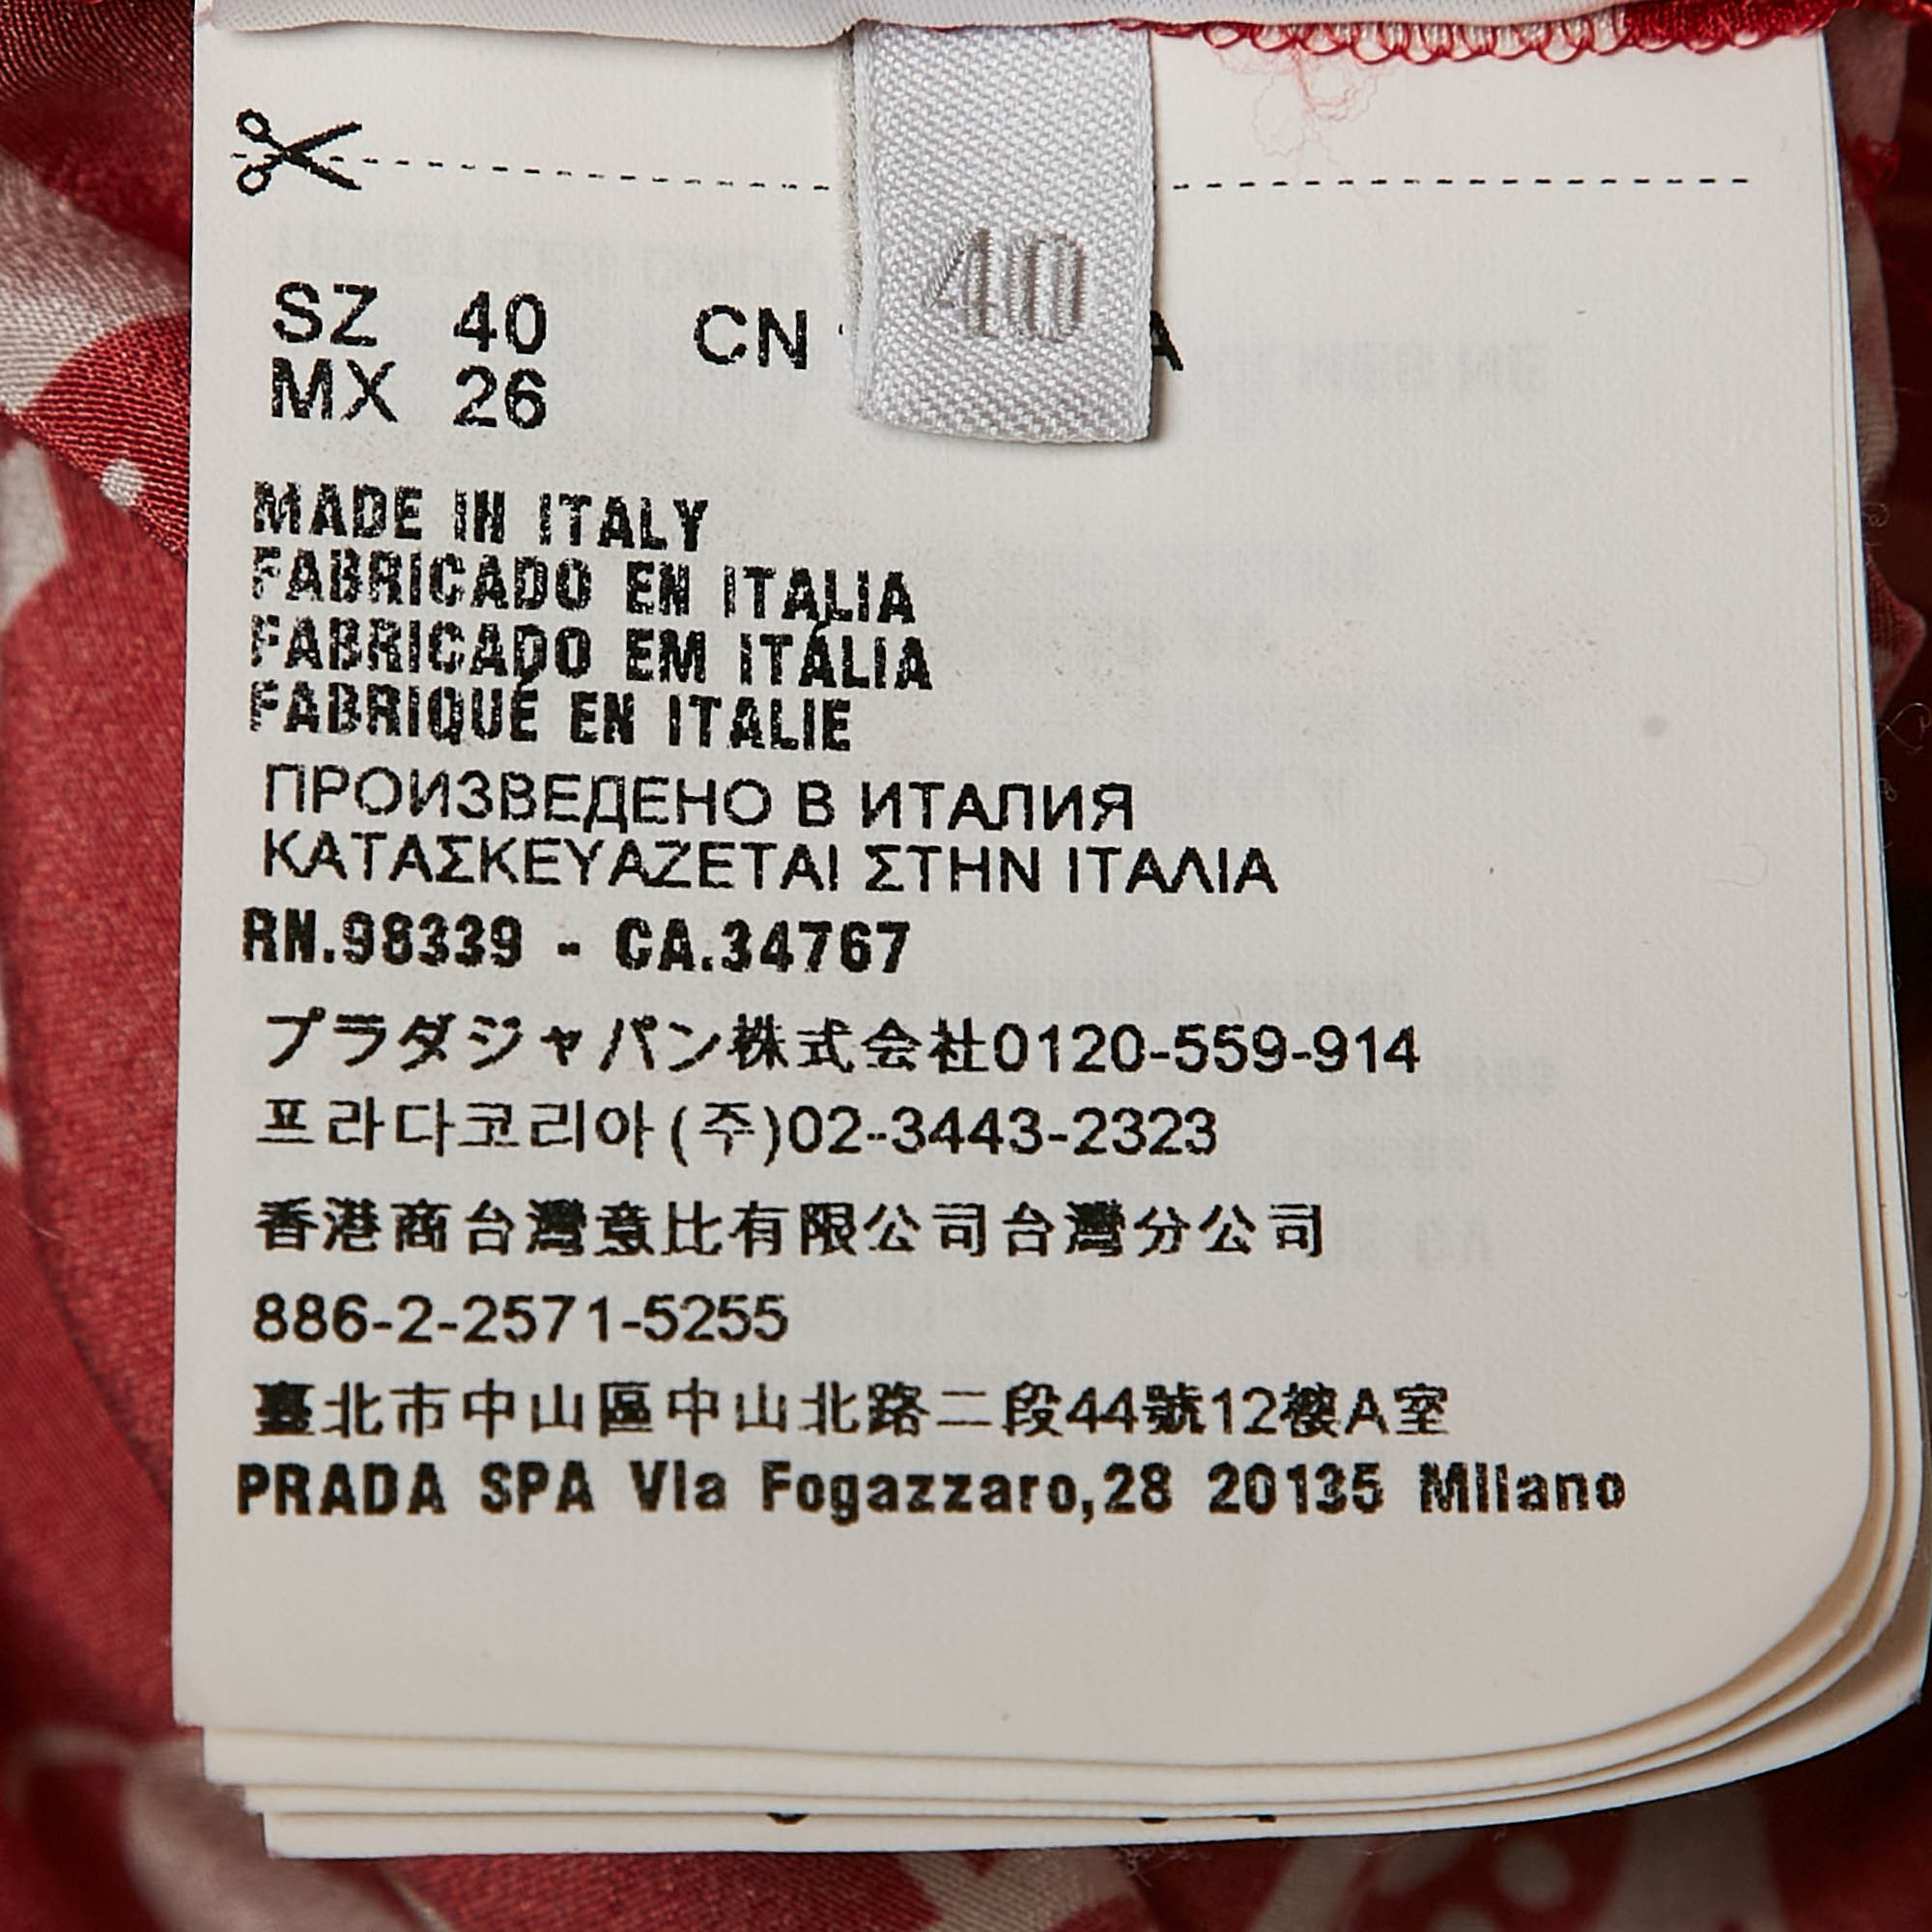 40
SZ 40 CN
MX 26
MADE IN ITALY
FABRICADO EN ITALIA
FABRICADO EM ITÁLIA
FABRIQUÉ EN ITALIE
ПРОИЗВЕДЕНО В ИТАЛИЯ
ΚΑΤΑΣΚΕΥΑΖΕΤΑΙ ΣΤΗΝ ΙΤΑΛΙΑ
RN.98339 - CA.34767
プラダジャパン株式会社0120-559-914
프라다코리아(주)02-3443-2323
香港商台灣意比有限公司台灣分公司
886-2-2571-5255
臺北市中山區中山北路二段44號12樓A室
PRADA SPA Via Fogazzaro,28 20135 Milano